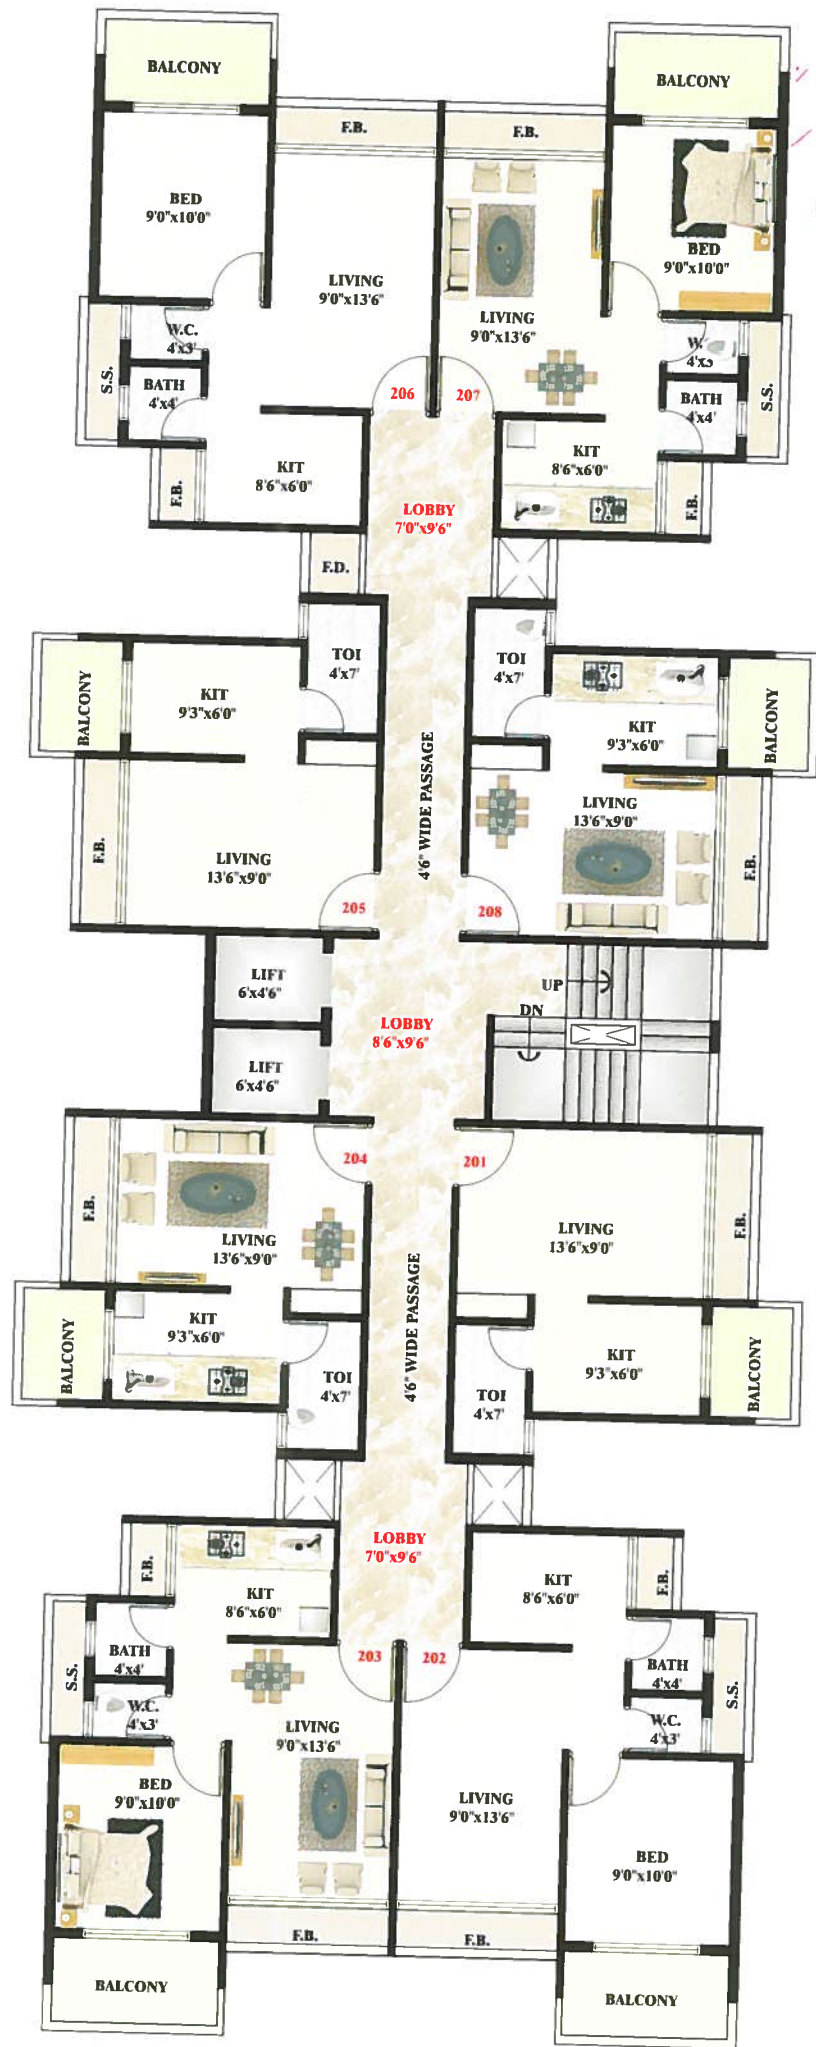 BALCONY
BALCONY
F.B.
F.B.
BED
9'0"x10'0"
BED
9'0"x10'0"
LIVING
9'0"x13'6"
LIVING
9'0"x13'6"
W.C.
4'x3'
W.
S.S.
BATH
4'x4'
BATH
4'x4'
S.S.
206
207
KIT
8'6"x6'0"
KIT
8'6"x6'0"
F.B.
F.B.
LOBBY
7'0"x9'6"
F.D.
TOI
4'x7'
TOI
4'x7'
BALCONY
KIT
9'3"x6'0"
KIT
9'3"x6'0"
BALCONY
4'6" WIDE PASSAGE
F.B.
LIVING
13'6"x9'0"
LIVING
13'6"x9'0"
F.B.
205
208
LIFT
6'x4'6"
UP
DN
LOBBY
8'6"x9'6"
LIFT
6'x4'6"
204
201
F.B.
LIVING
13'6"x9'0"
LIVING
13'6"x9'0"
F.B.
4'6" WIDE PASSAGE
BALCONY
KIT
9'3"x6'0"
KIT
9'3"x6'0"
BALCONY
TOI
4'x7'
TOI
4'x7'
LOBBY
7'0"x9'6"
F.B.
KIT
8'6"x6'0"
KIT
8'6"x6'0"
F.B.
203
202
S.S.
BATH
4'x4'
BATH
4'x4'
S.S.
W.C.
4'x3'
W.C.
4'x3'
LIVING
9'0"x13'6"
LIVING
9'0"x13'6"
BED
9'0"x10'0"
BED
9'0"x10'0"
F.B.
F.B.
BALCONY
BALCONY